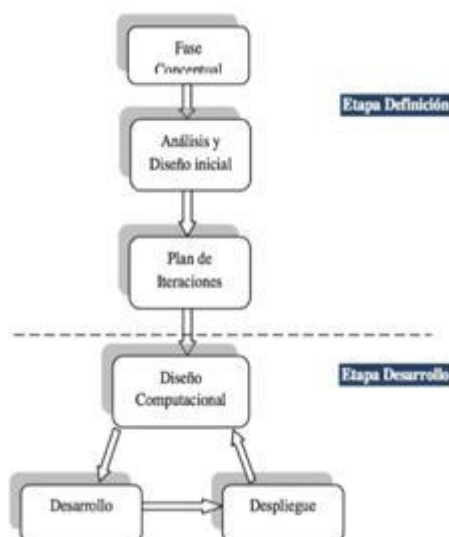 Fase
Conceptual
Etapa Definición
Análisis y
Diseño inicial
Plan de
Iteraciones
Etapa Desarrollo
Diseño
Computacional
Desarrollo
Despliegue